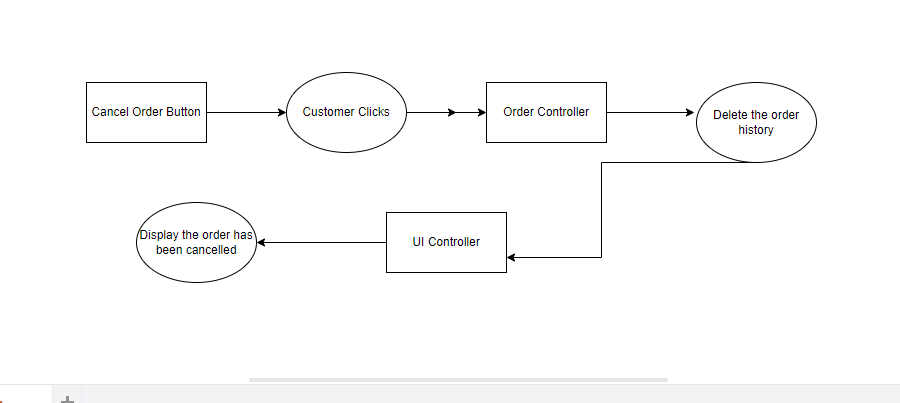 Cancel Order Button
Customer Clicks
Order Controller
Delete the order
history
Display the order has
been cancelled
UI Controller